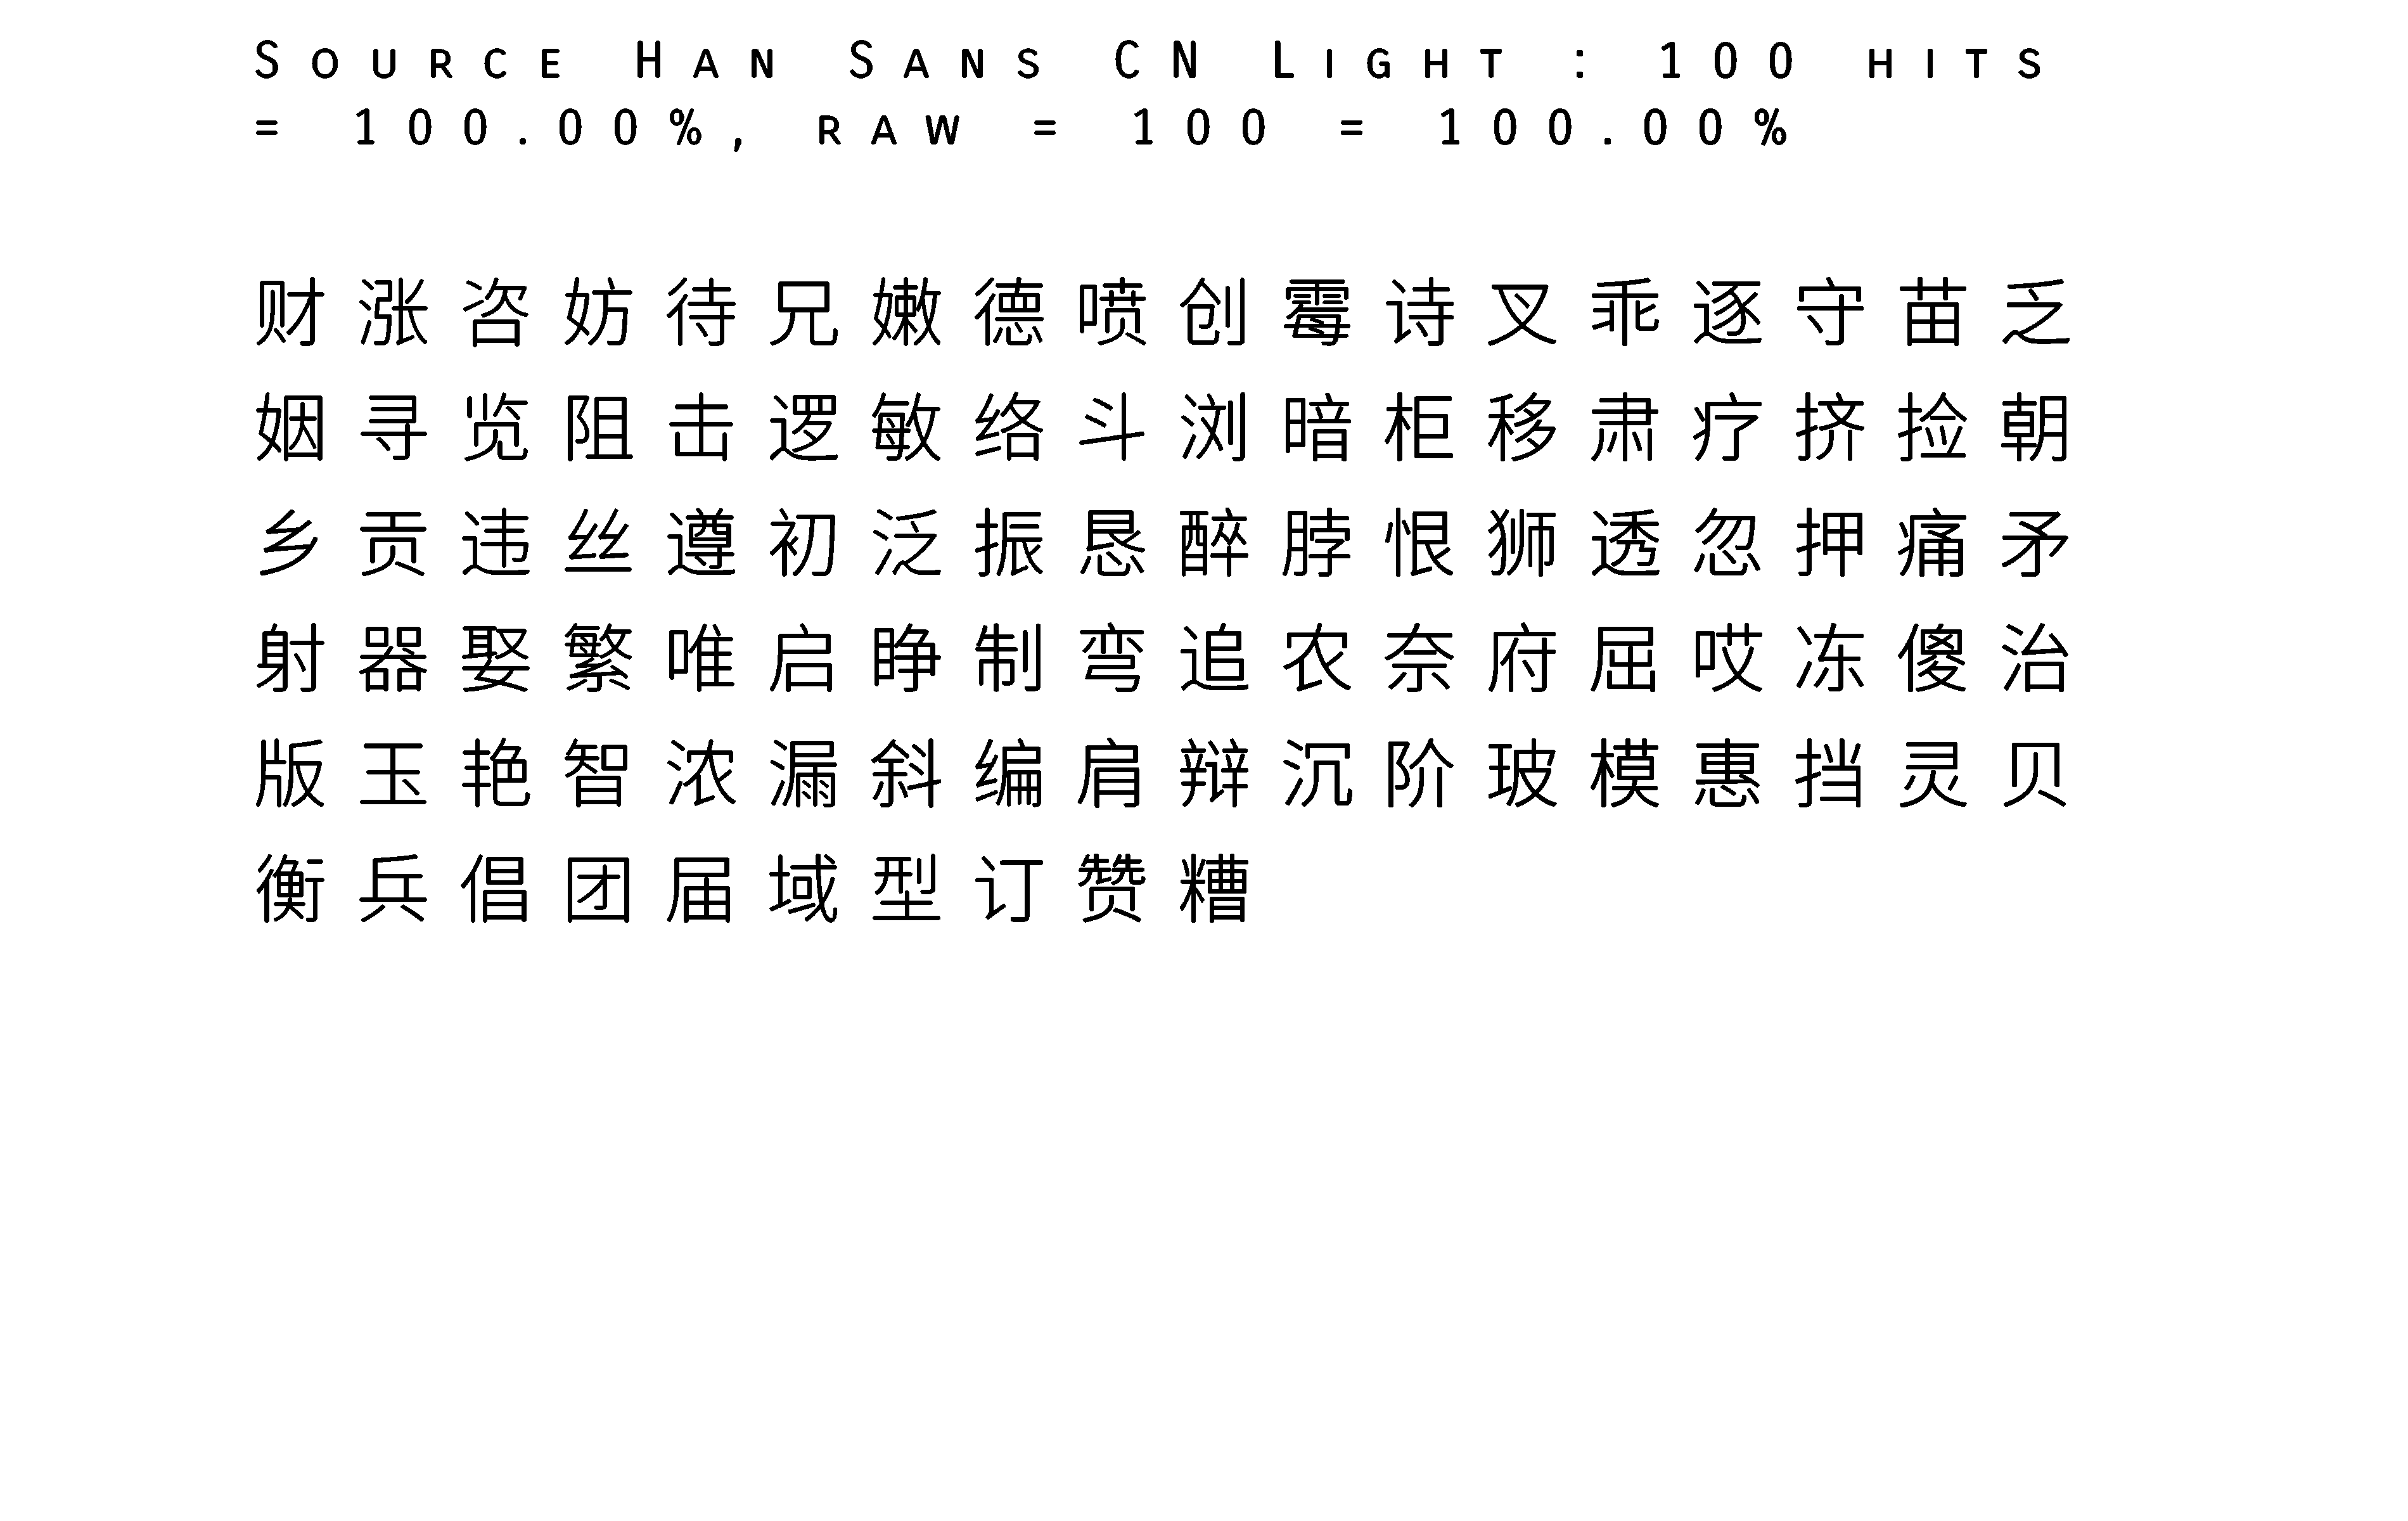 Source Han Sans CN Light : 100 hits
= 100.00%, raw = 100 = 100.00%
财涨咨妨待兄嫩德喷创霉诗叉乖逐守苗乏
姻寻览阻击逻敏络斗浏暗柜移肃疗挤捡朝
乡贡违丝遵初泛振恳醉脖恨狮透忽押痛矛
射器娶繁唯启睁制弯追农奈府屈哎冻傻治
版玉艳智浓漏斜编肩辩沉阶玻模惠挡灵贝
衡兵倡团届域型订赞糟